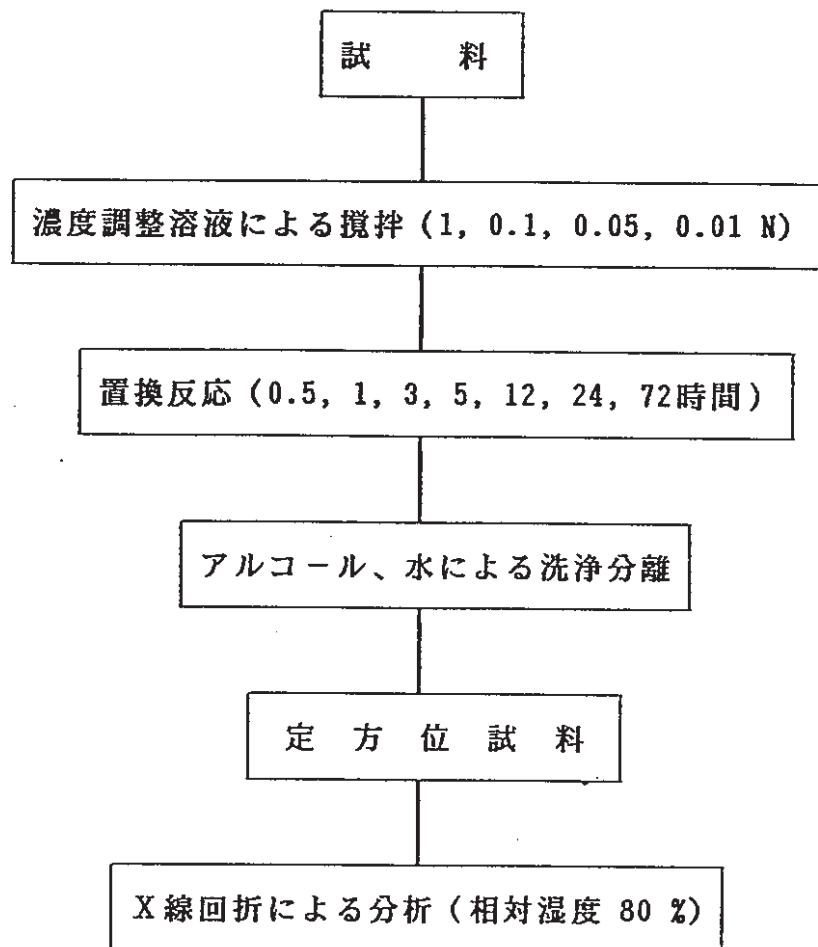 試料
濃度調整溶液による撹拌 (1, 0.1, 0.05, 0.01 N)
置換反応 (0.5, 1, 3, 5, 12, 24, 72時間)
アルコール、水による洗浄分離
定方位試料
X線回折による分析 (相対湿度 80 %)